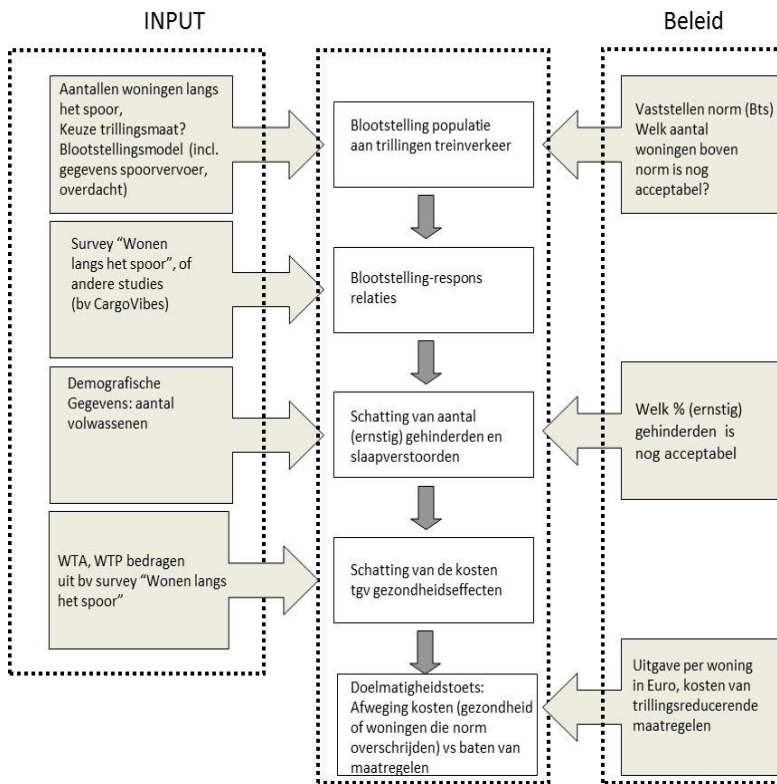 INPUT
Beleid
Aantallen woningen langs
het spoor,
Keuze trillingsmaat?
Blootstellingsmodel (incl.
gegevens spoorvervoer,
overdacht)
Blootstelling populatie
aan trillingen treinverkeer
Vaststellen norm (Bts)
Welk aantal
woningen boven
norm is nog
acceptabel?
Survey “Wonen
langs het spoor”, of
andere studies
(bv CargoVibes)
Blootstelling-respons
relaties
Demografische
Gegevens: aantal
volwassenen
Schatting van aantal
(ernstig) gehinderden en
slaapverstoorden
Welk % (ernstig)
gehinderden is
nog acceptabel
WTA, WTP bedragen
uit bv survey “Wonen langs
het spoor”
Schatting van de kosten
tgv gezondheidseffecten
Doelmatigheidstoets:
Afweging kosten (gezondheid
of woningen die norm
overschrijden) vs baten van
maatregelen
Uitgave per woning
in Euro, kosten van
trillingsreducerende
maatregelen